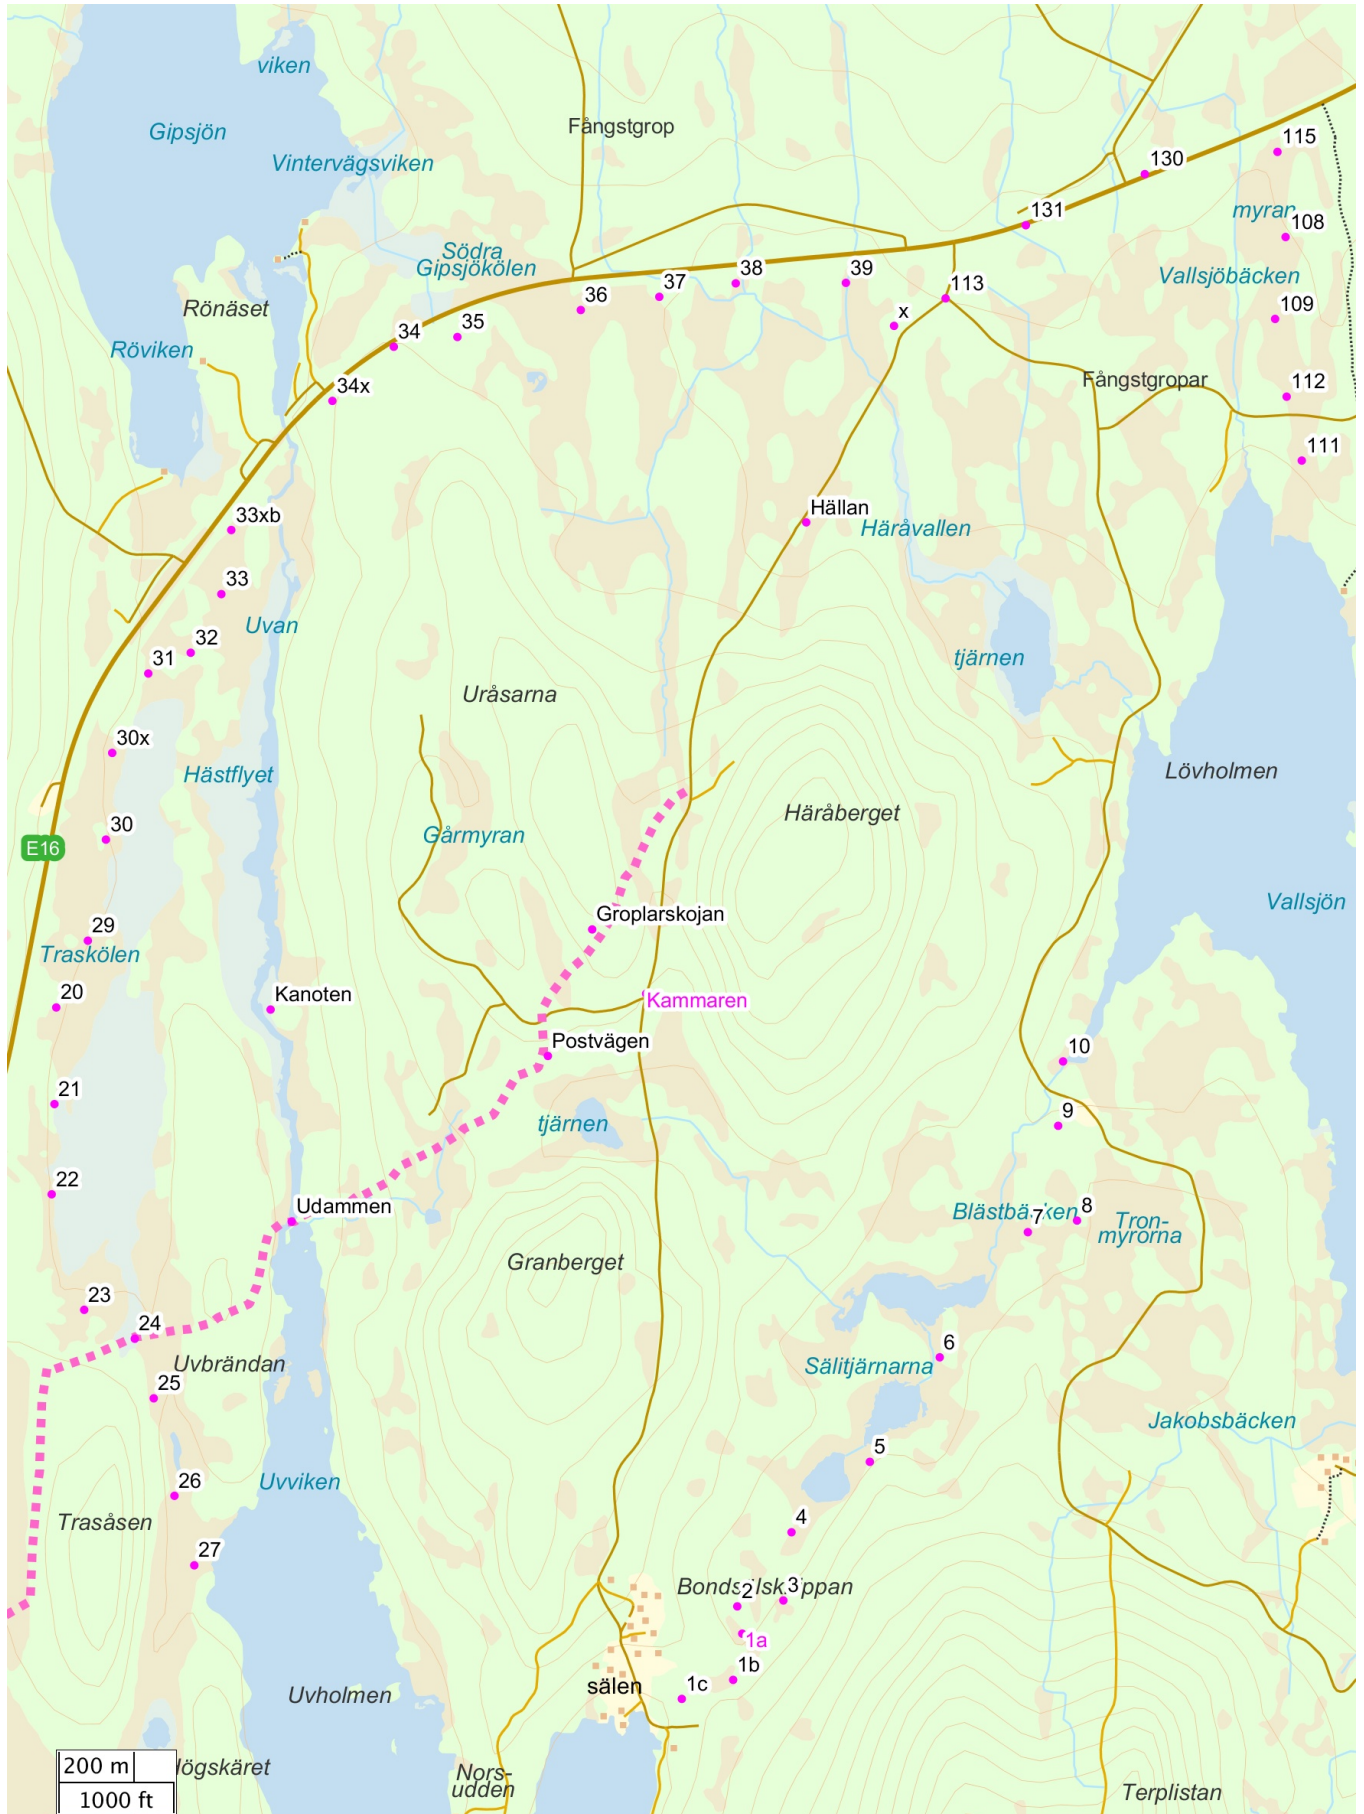 viken
Gipsjön
Fångstgrop
Vintervägsviken
115
130
myran
131
108
Södra
Gipsjökölen
38
39
Vallsjöbäcken
37
113
36
Rönäset
x
109
34
35
Röviken
Fångstgropar
34x
112
111
Hällan
33xb
Häråvallen
33
Uvan
32
31
tjärnen
Uråsarna
30x
Hästflyet
Lövholmen
Häråberget
30
Gårmyran
E16
Vallsjön
Groplarskojan
29
Traskölen
20
Kanoten
Kammaren
Postvägen
10
21
tjärnen
9
22
Udammen
Blästbäcken
7
8
Tron-
myrorna
Granberget
23
24
Uvbrändan
6
Sälitjärnarna
25
Jakobsbäcken
5
26
Uvviken
Trasåsen
4
27
2
3
1a
1b
sälen
1c
Uvholmen
200 m
Nors-
udden
Terplistan
1000 ft